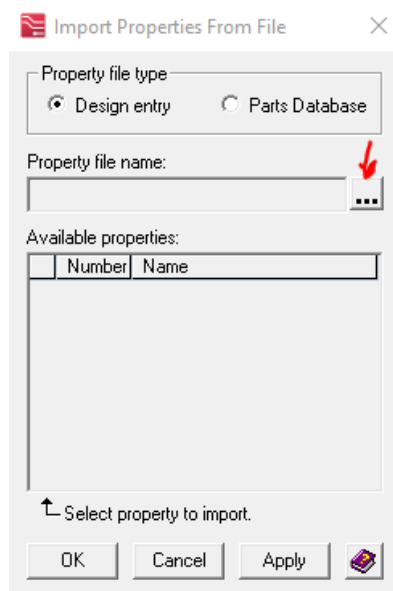 Import Properties From File
Property file type
Design entry Parts Database
Property file name:
...
Available properties:
Number Name
Select property to import.
OK Cancel Apply